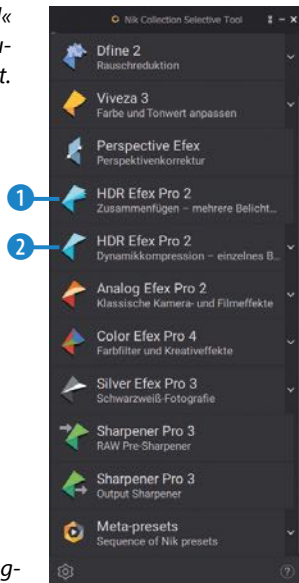 «
u-
t.
Nik Collection Selective Tool
Dfine 2
Rauschreduktion
Viveza 3
Farbe und Tonwert anpassen
Perspective Efex
Perspektivenkorrektur
1
HDR Efex Pro 2
Zusammenfügen – mehrere Belicht...
2
HDR Efex Pro 2
Dynamikkompression – einzelnes B...
Analog Efex Pro 2
Klassische Kamera- und Filmeffekte
Color Efex Pro 4
Farbfilter und Kreativeffekte
Silver Efex Pro 3
Schwarzweiß-Fotografie
Sharpener Pro 3
RAW Pre-Sharpener
Sharpener Pro 3
Output Sharpener
Meta-presets
Sequence of Nik presets
g-